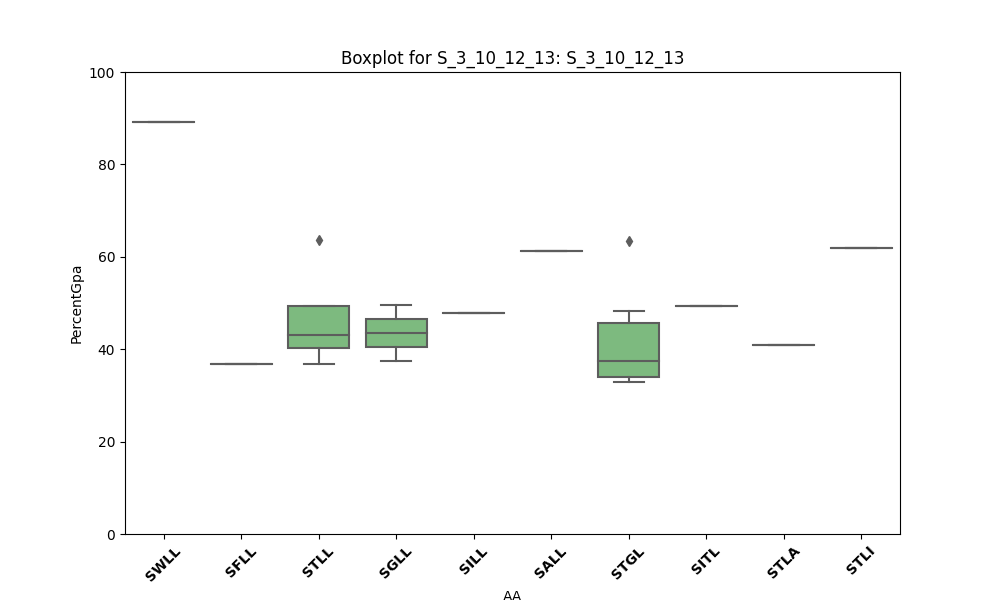 Boxplot for S_3_10_12_13: S_3_10_12_13
100
80
60
40
20
0
PercentGpa
SWLL
SFLL
STLL
SGLL
SILL
SALL
STGL
SITL
STLA
STLI
AA